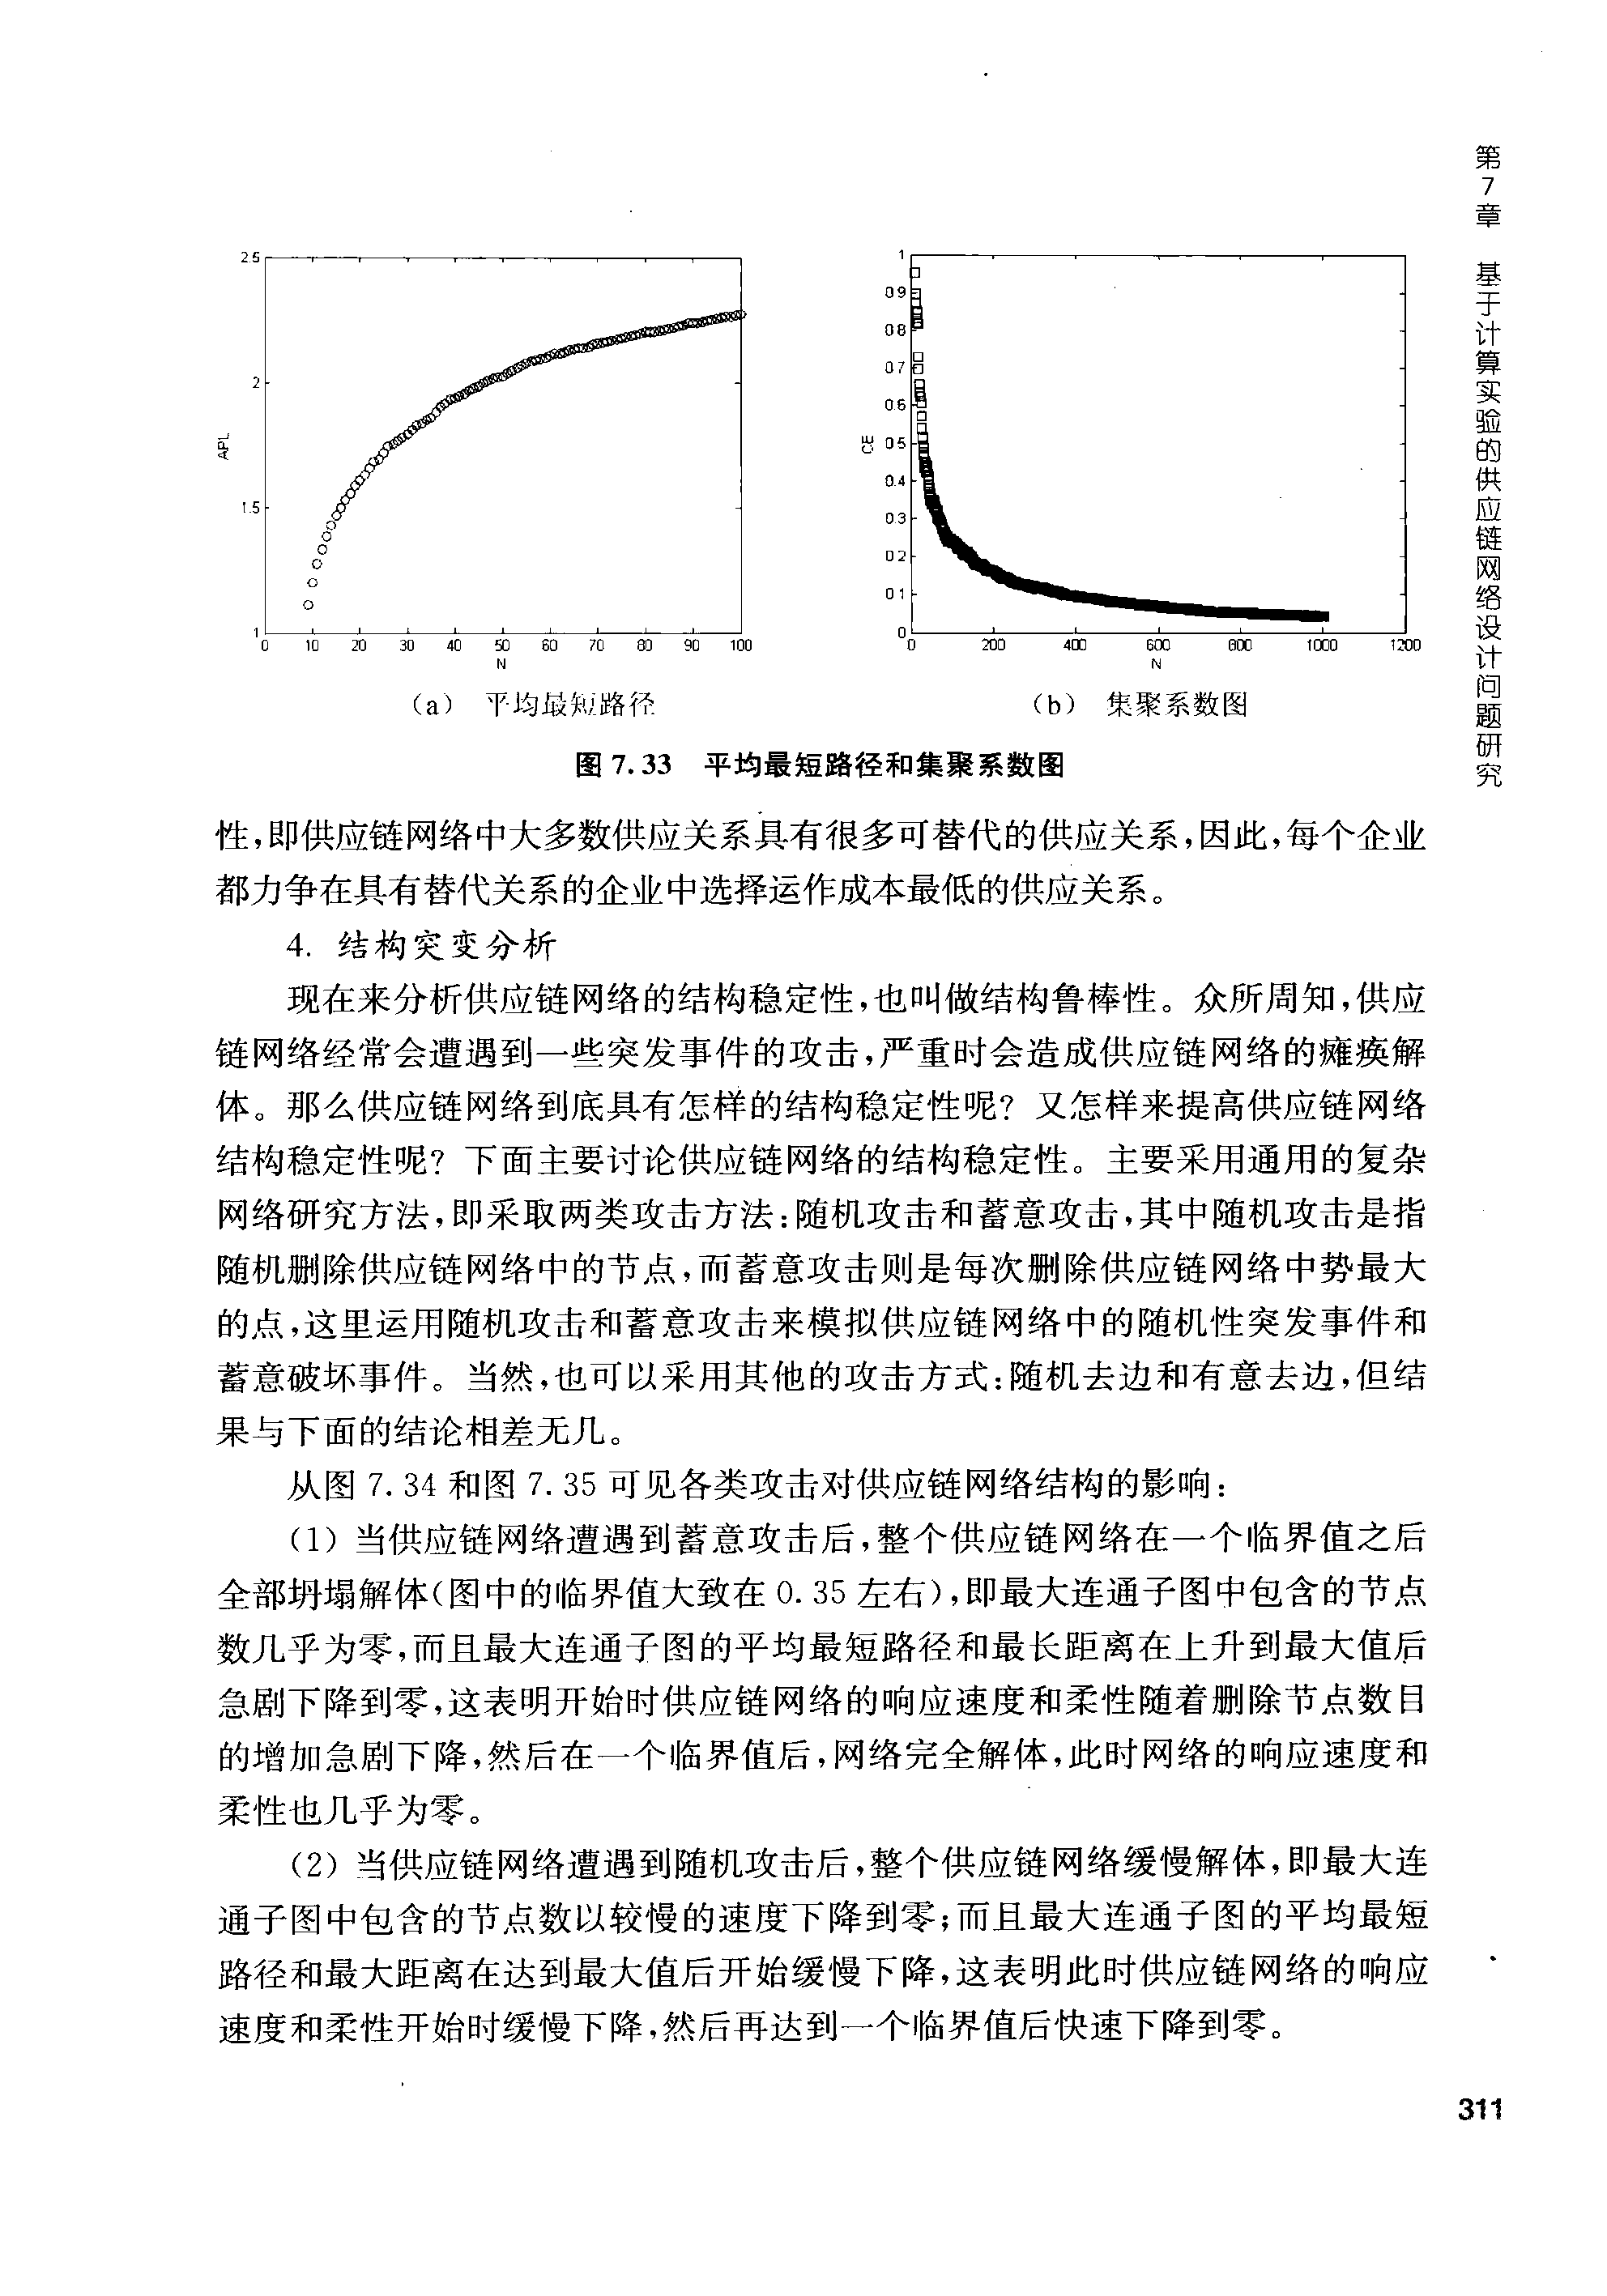 第7章 基于计算实验的供应链网络设计问题研究
2.5
2
1.5
1
APL
0 10 20 30 40 50 60 70 80 90 100
N
(a) 平均最短路径
1
0.9
0.8
0.7
0.6
0.5
0.4
0.3
0.2
0.1
0
CE
0 200 400 600 800 1000 1200
N
(b) 集聚系数图
图 7.33 平均最短路径和集聚系数图
性,即供应链网络中大多数供应关系具有很多可替代的供应关系,因此,每个企业
都力争在具有替代关系的企业中选择运作成本最低的供应关系。
4. 结构突变分析
现在来分析供应链网络的结构稳定性,也叫做结构鲁棒性。众所周知,供应
链网络经常会遭遇到一些突发事件的攻击,严重时会造成供应链网络的瘫痪解
体。那么供应链网络到底具有怎样的结构稳定性呢?又怎样来提高供应链网络
结构稳定性呢?下面主要讨论供应链网络的结构稳定性。主要采用通用的复杂
网络研究方法,即采取两类攻击方法:随机攻击和蓄意攻击,其中随机攻击是指
随机删除供应链网络中的节点,而蓄意攻击则是每次删除供应链网络中势最大
的点,这里运用随机攻击和蓄意攻击来模拟供应链网络中的随机性突发事件和
蓄意破坏事件。当然,也可以采用其他的攻击方式:随机去边和有意去边,但结
果与下面的结论相差无几。
从图 7.34 和图 7.35 可见各类攻击对供应链网络结构的影响:
(1) 当供应链网络遭遇到蓄意攻击后,整个供应链网络在一个临界值之后
全部坍塌解体(图中的临界值大致在 0.35 左右),即最大连通子图中包含的节点
数几乎为零,而且最大连通子图的平均最短路径和最长距离在上升到最大值后
急剧下降到零,这表明开始时供应链网络的响应速度和柔性随着删除节点数目
的增加急剧下降,然后在一个临界值后,网络完全解体,此时网络的响应速度和
柔性也几乎为零。
(2) 当供应链网络遭遇到随机攻击后,整个供应链网络缓慢解体,即最大连
通子图中包含的节点数以较慢的速度下降到零;而且最大连通子图的平均最短
路径和最大距离在达到最大值后开始缓慢下降,这表明此时供应链网络的响应
速度和柔性开始时缓慢下降,然后再达到一个临界值后快速下降到零。
311